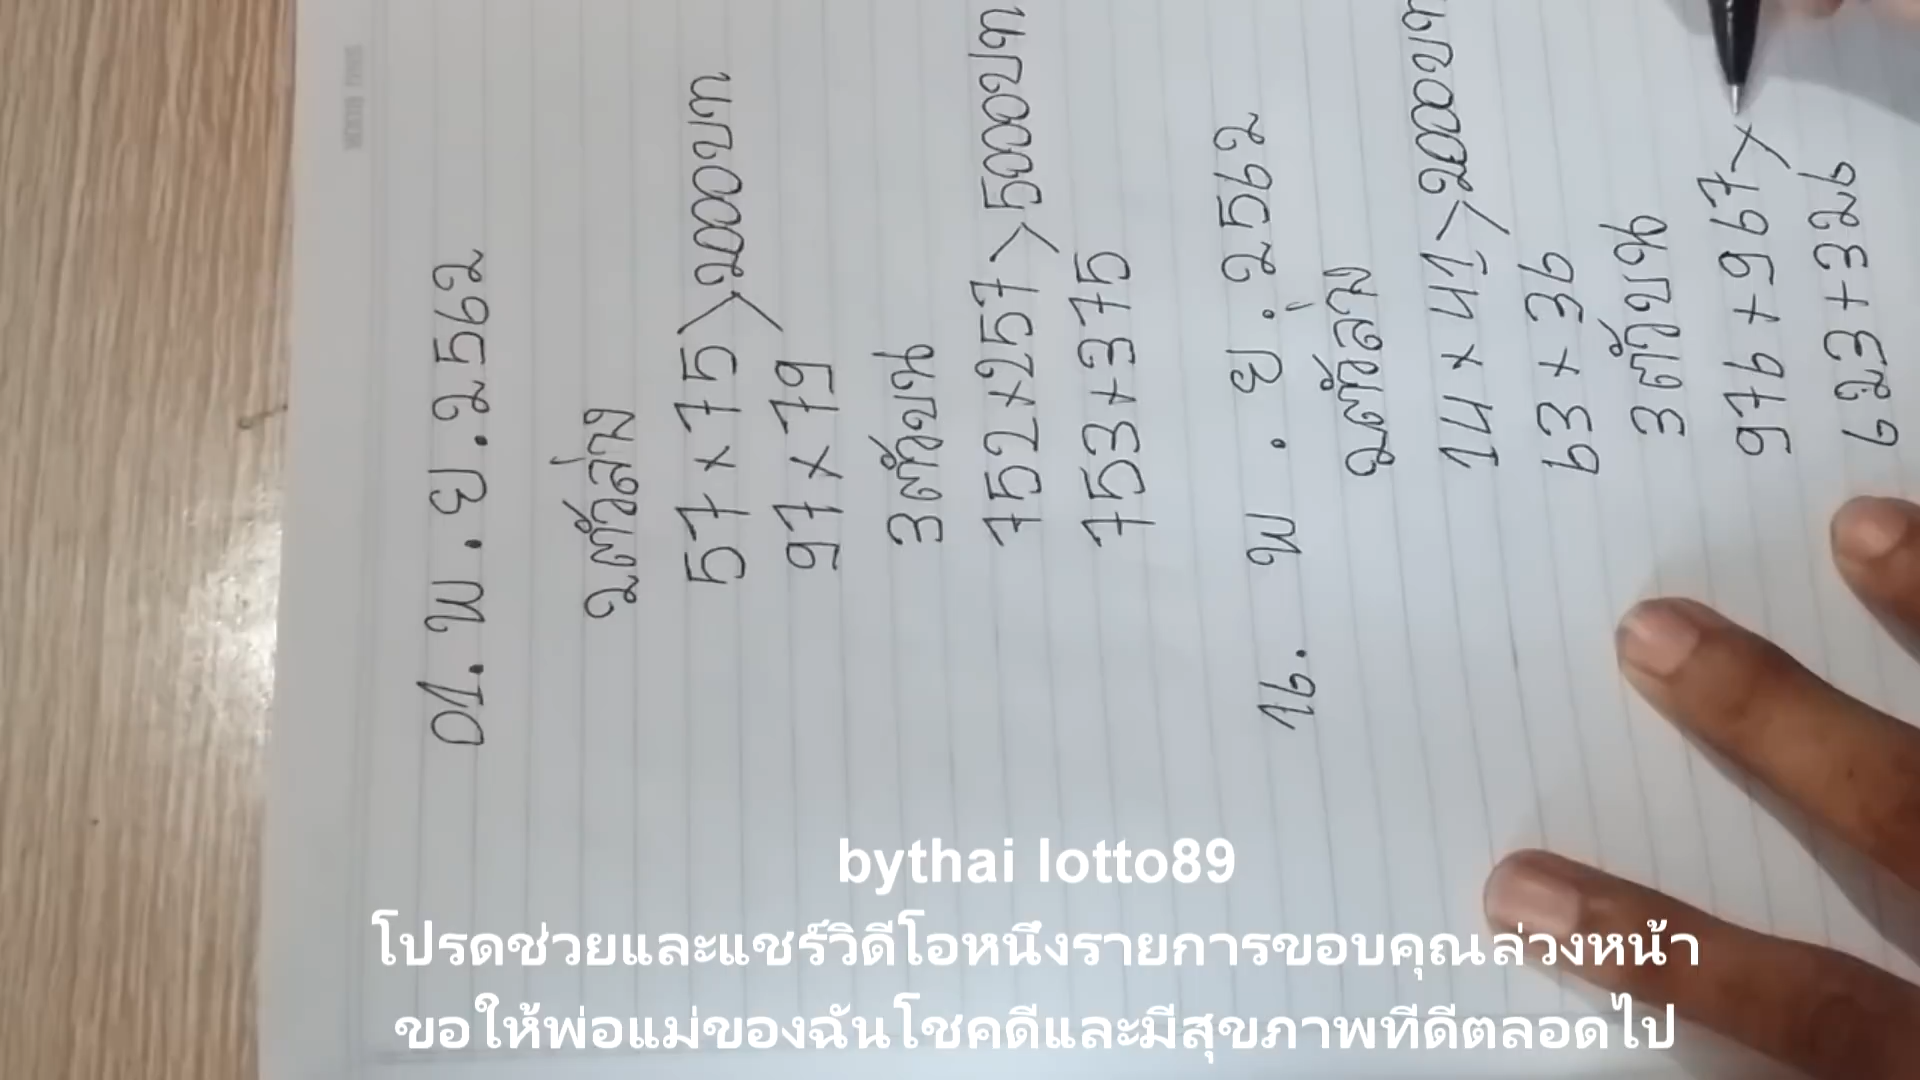 01. พ. ย. 2562
2ตัวล่าง
57 x 75 > 2000บาท
97 x 79
3ตัวบน
752 x 257 > 5000บาท
753 + 375
16. พ. ย. 2562
2ตัวล่าง
14 x 41 > 2000บาท
63 + 36
3ตัวบน
976 + 967 >
623 + 326
bythai lotto89
โปรดช่วยและแชร์วิดีโอหนึ่งรายการขอบคุณล่วงหน้า
ขอให้พ่อแม่ของฉันโชคดีและมีสุขภาพที่ดีตลอดไป